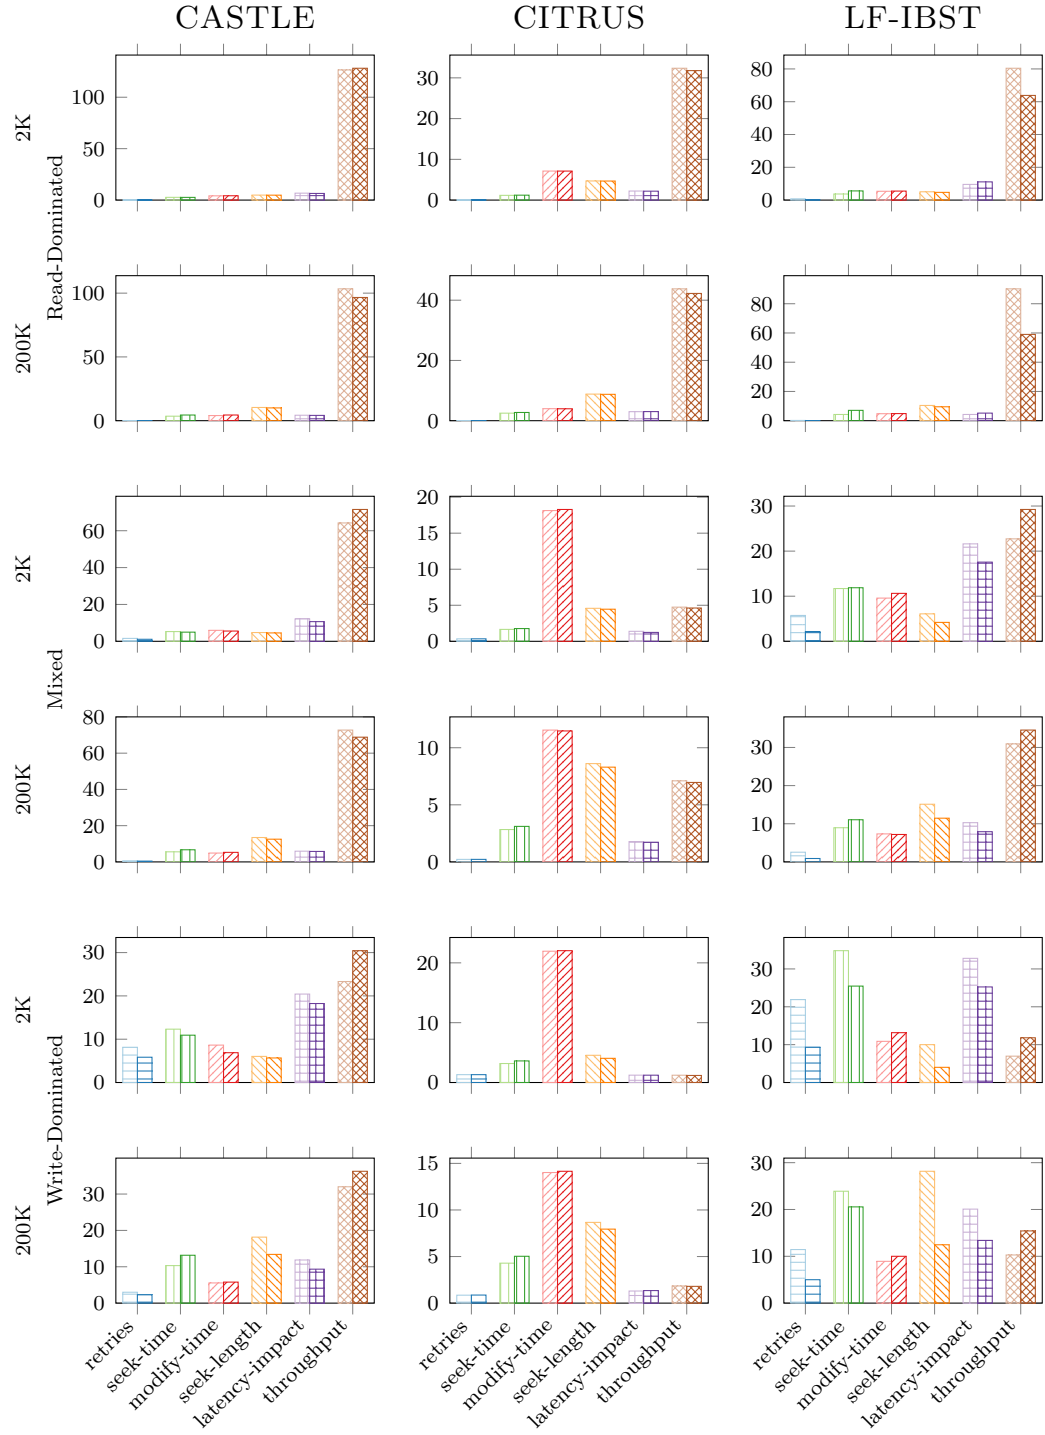 CASTLE CITRUS LF-IBST
2K
100
50
0
30
20
10
0
80
60
40
20
0
Read-Dominated
200K
100
50
0
40
20
0
80
60
40
20
0
2K
60
40
20
0
20
15
10
5
0
30
20
10
0
Mixed
200K
80
60
40
20
0
10
5
0
30
20
10
0
2K
30
20
10
0
20
10
0
30
20
10
0
Write-Dominated
200K
30
20
10
0
15
10
5
0
30
20
10
0
retries
seek-time
modify-time
seek-length
latency-impact
throughput
retries
seek-time
modify-time
seek-length
latency-impact
throughput
retries
seek-time
modify-time
seek-length
latency-impact
throughput